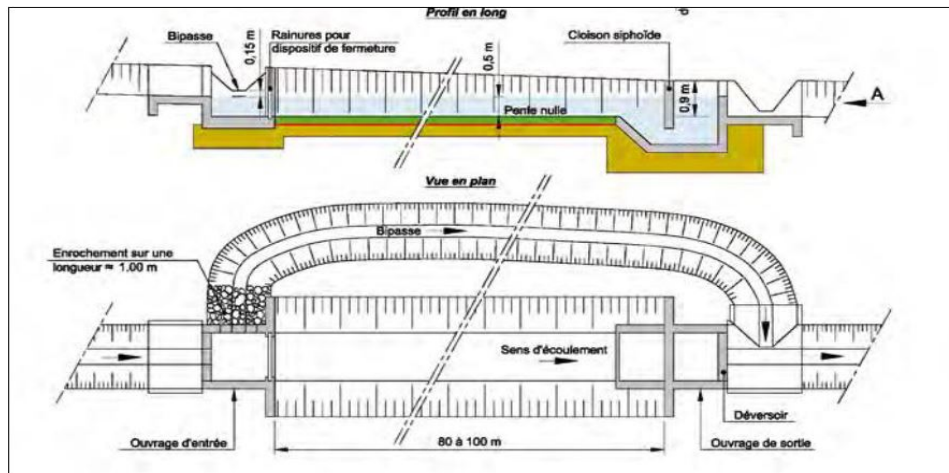 Profil en long
Bipasse
0,15 m
Rainures pour
dispositif de fermeture
0,5 m
Cloison siphoïde
0,9 m
A
Pente nulle
Vue en plan
Bipasse
Enrochement sur une
longueur ≈ 1.00 m
Sens d'écoulement
Déversoir
Ouvrage d'entrée
80 à 100 m
Ouvrage de sortie